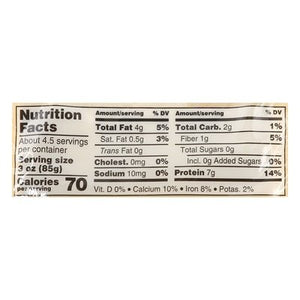 Nutrition Facts
About 4.5 servings per container
Serving size
3 oz (85g)
Calories 70
per serving
Amount/serving % DV
Total Fat 4g 5%
Sat. Fat 0.5g 3%
Trans Fat 0g
Cholest. 0mg 0%
Sodium 10mg 0%
Amount/serving % DV
Total Carb. 2g 1%
Fiber 1g 5%
Total Sugars 0g
Incl. 0g Added Sugars 0%
Protein 7g 14%
Vit. D 0% • Calcium 10% • Iron 8% • Potas. 2%